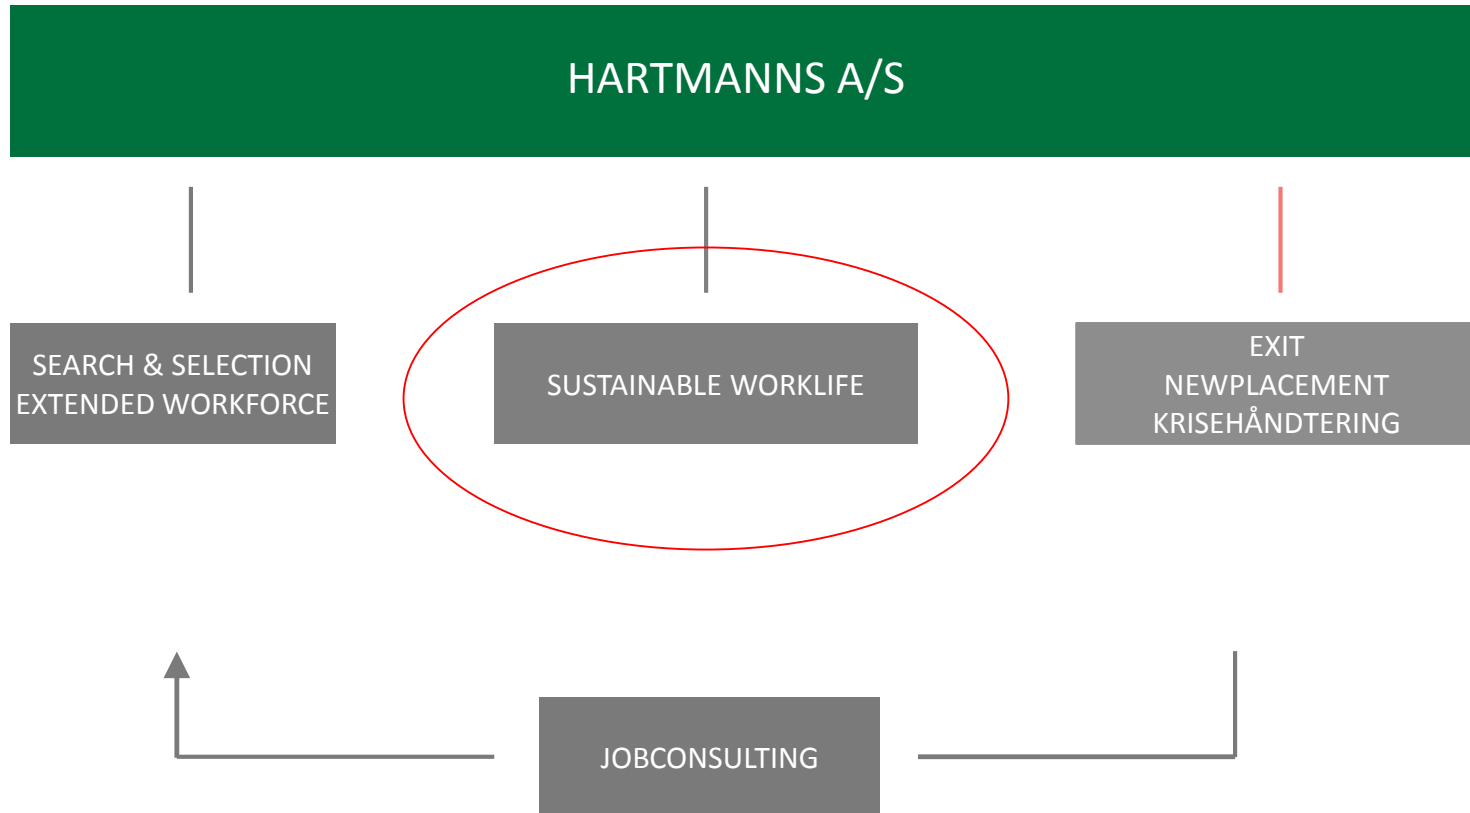 HARTMANNS A/S
SEARCH & SELECTION
EXTENDED WORKFORCE
SUSTAINABLE WORKLIFE
EXIT
NEWPLACEMENT
KRISEHÅNDTERING
JOBCONSULTING